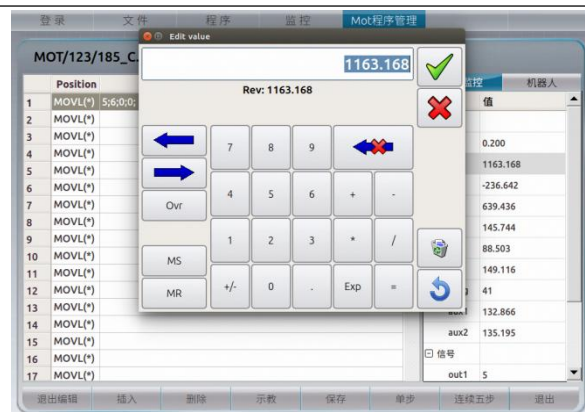 登录 文件 程序 监控 Mot程序管理
Edit value
MOT/123/185_C.
1163.168
Rev: 1163.168
控 机器人
Position
值
1 MOVL(*) 5;6;0;0;
2 MOVL(*)
3 MOVL(*) 0.200
4 MOVL(*) 1163.168
5 MOVL(*) -236.642
6 MOVL(*) 639.436
7 MOVL(*) 145.744
8 MOVL(*) 88.503
9 MOVL(*) 149.116
10 MOVL(*) 41
11 MOVL(*) 132.866
12 MOVL(*) aux2 135.195
13 MOVL(*) 信号
14 MOVL(*) out1 5
15 MOVL(*)
16 MOVL(*)
17 MOVL(*)
7 8 9
Ovr 4 5 6 + -
1 2 3 * /
MS
MR +/- 0 . Exp =
退出编辑 插入 删除 示教 保存 单步 连续五步 退出